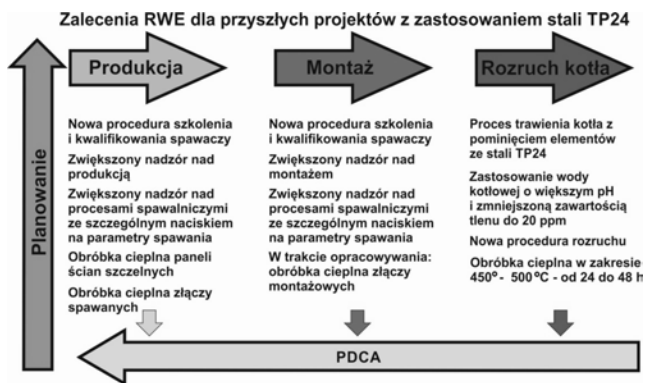 Zalecenia RWE dla przyszłych projektów z zastosowaniem stali TP24
Planowanie
Produkcja
Nowa procedura szkolenia
i kwalifikowania spawaczy
Zwiększony nadzór nad
produkcją
Zwiększony nadzór nad
procesami spawalniczymi
ze szczególnym naciskiem
na parametry spawania
Obróbka cieplna paneli
ścian szczelnych
Obróbka cieplna złączy
spawanych
Montaż
Nowa procedura szkolenia
i kwalifikowania spawaczy
Zwiększony nadzór nad
montażem
Zwiększony nadzór nad
procesami spawalniczymi
ze szczególnym naciskiem
na parametry spawania
W trakcie opracowywania:
obróbka cieplna złączy
montażowych
Rozruch kotła
Proces trawienia kotła z
pominięciem elementów
ze stali TP24
Zastosowanie wody
kotłowej o większym pH
i zmniejszoną zawartością
tlenu do 20 ppm
Nowa procedura rozruchu
Obróbka cieplna w zakresie
450° - 500°C - od 24 do 48 h
PDCA